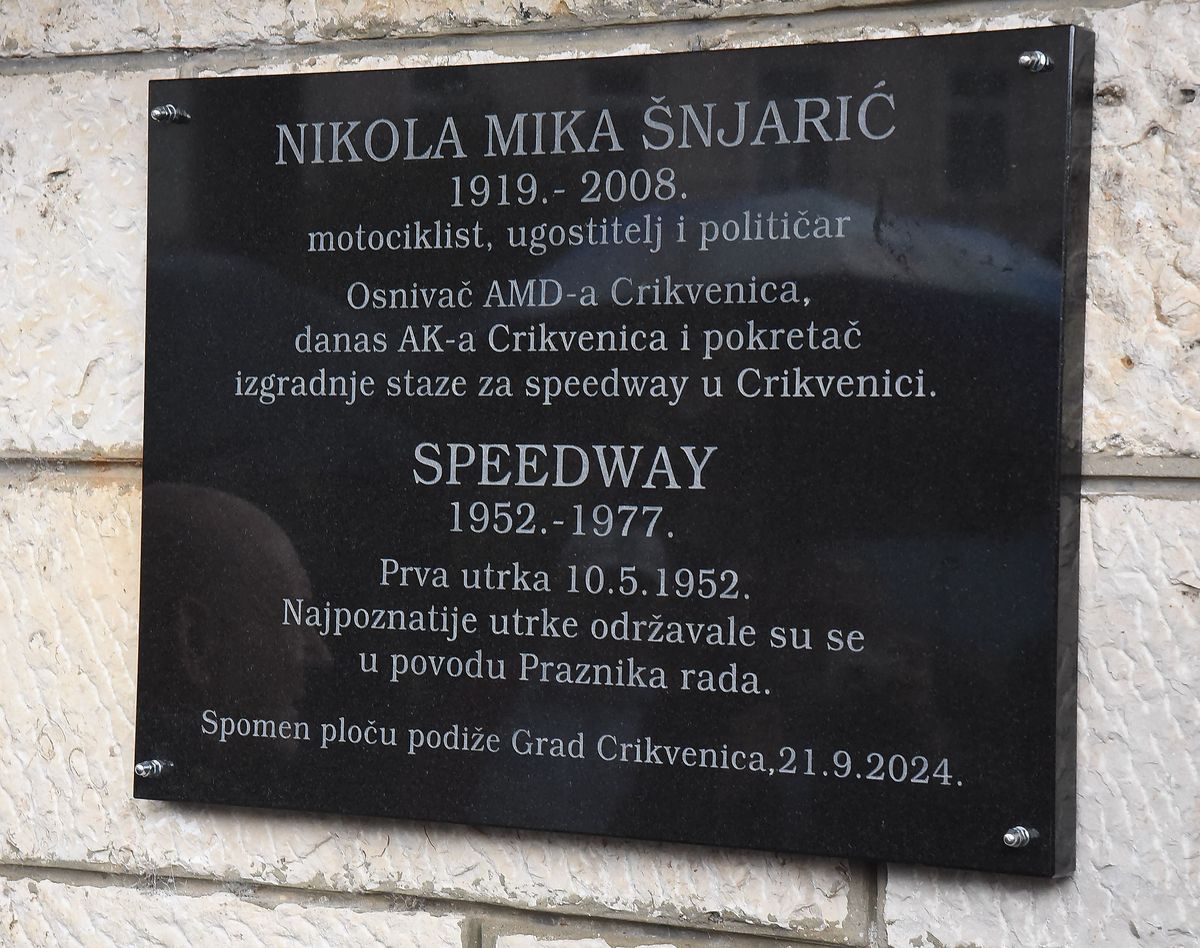 NIKOLA MIKA ŠNJARIĆ
1919.- 2008.
motociklist, ugostitelj i političar
Osnivač AMD-a Crikvenica,
danas AK-a Crikvenica i pokretač
izgradnje staze za speedway u Crikvenici.
SPEEDWAY
1952.-1977.
Prva utrka 10.5.1952.
Najpoznatije utrke održavale su se
u povodu Praznika rada.
Spomen ploču podiže Grad Crikvenica,21.9.2024.